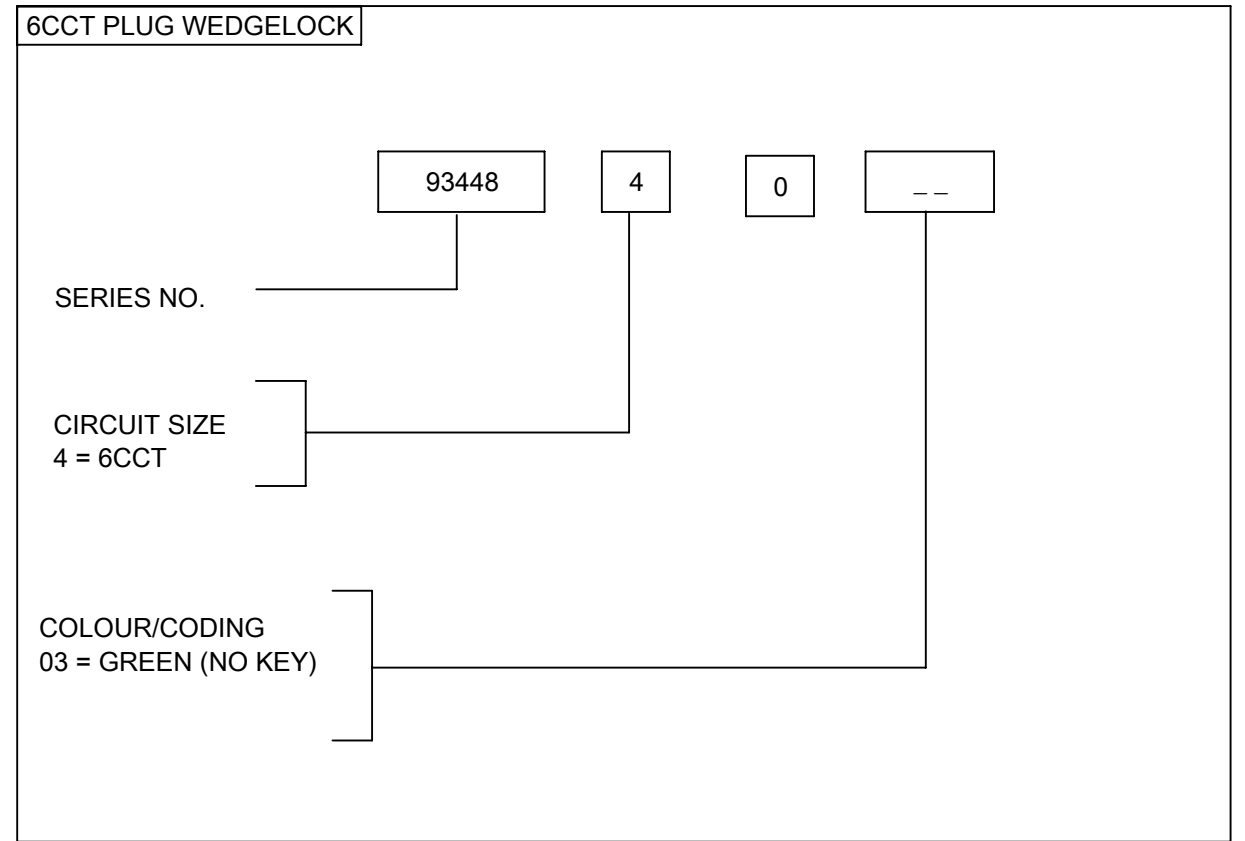 6CCT PLUG WEDGELOCK
93448 4 0 _ _
SERIES NO.
CIRCUIT SIZE
4 = 6CCT
COLOUR/CODING
03 = GREEN (NO KEY)